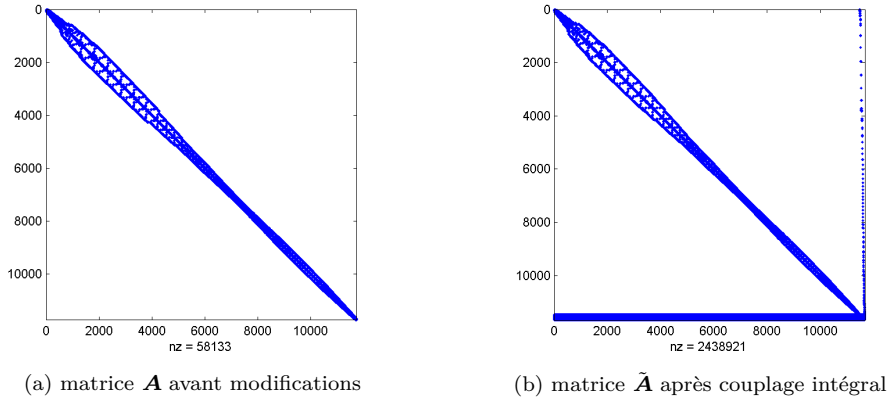 0
2000
4000
6000
8000
10000
0 2000 4000 6000 8000 10000
nz = 58133
(a) matrice A avant modifications
0
2000
4000
6000
8000
10000
0 2000 4000 6000 8000 10000
nz = 2438921
(b) matrice Ã après couplage intégral